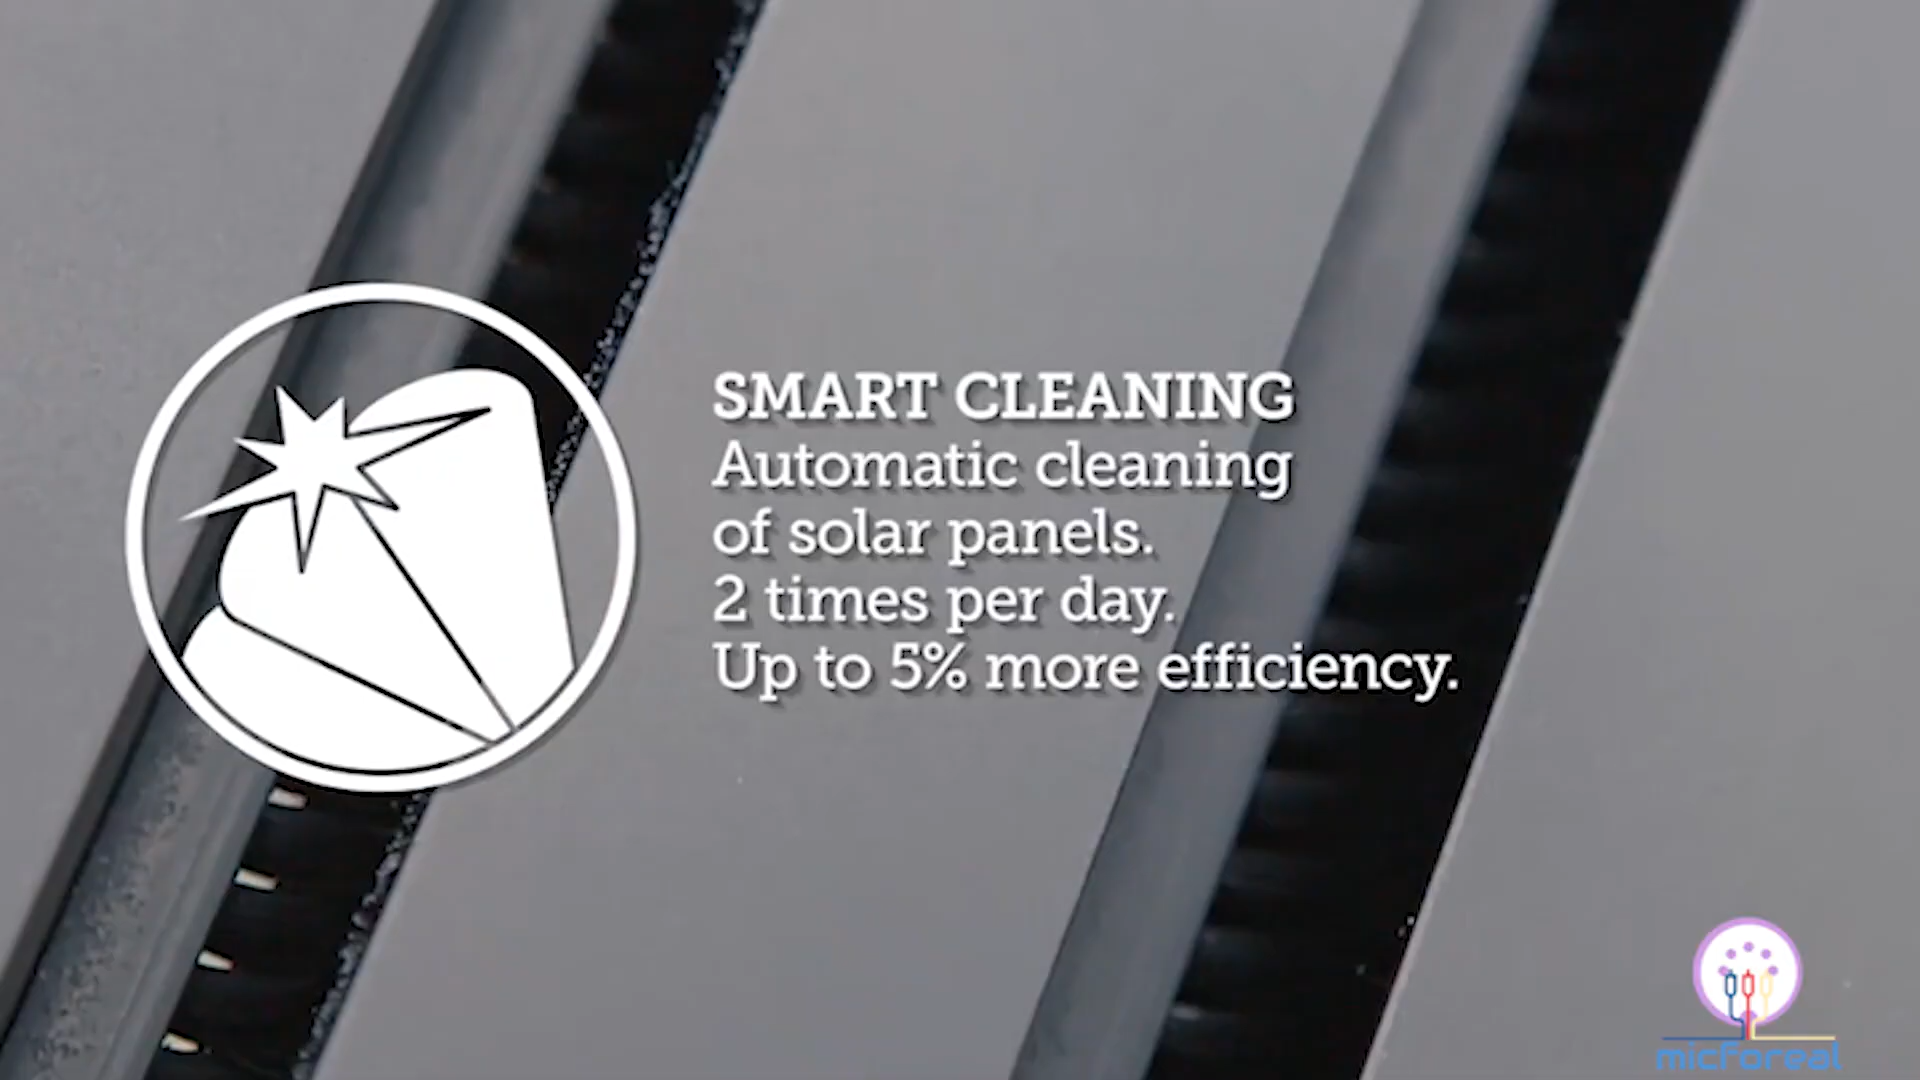 SMART CLEANING
Automatic cleaning
of solar panels.
2 times per day.
Up to 5% more efficiency.
micforeal